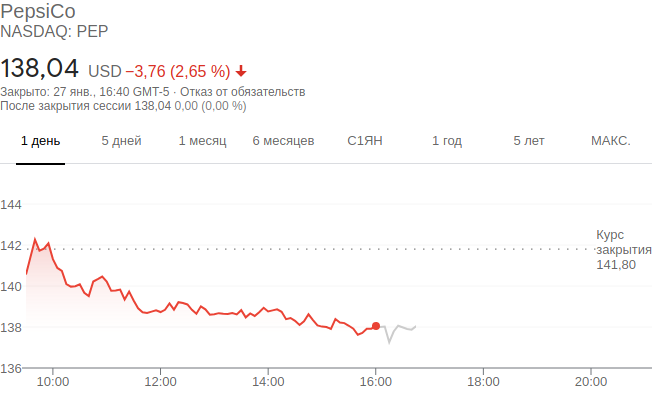 PepsiCo
NASDAQ: PEP
138,04 USD −3,76 (2,65 %)
Закрыто: 27 янв., 16:40 GMT-5 · Отказ от обязательств
После закрытия сессии 138,04 0,00 (0,00 %)
1 день 5 дней 1 месяц 6 месяцев С1ЯН 1 год 5 лет МАКС.
144
142
140
138
136
Курс
закрытия
141,80
10:00 12:00 14:00 16:00 18:00 20:00